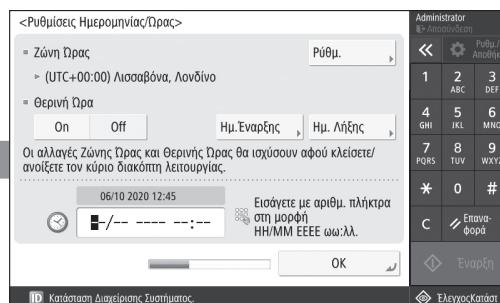 <Ρυθμίσεις Ημερομηνίας/Ώρας>
Ζώνη Ώρας
Ρύθμ.
(UTC+00:00) Λισσαβόνα, Λονδίνο
Θερινή Ώρα
On Off Ημ.Έναρξης Ημ. Λήξης
Οι αλλαγές Ζώνης Ώρας και Θερινής Ώρας θα ισχύσουν αφού κλείσετε/
ανοίξετε τον κύριο διακόπτη λειτουργίας.
06/10 2020 12:45
-/-- ---- --:--
Εισάγετε με αριθμ. πλήκτρα
στη μορφή
ΗΗ/ΜΜ ΕΕΕΕ ωω:λλ.
OK
ID Κατάσταση Διαχείρισης Συστήματος.
Administrator
Αποσύνδεση
Ρυθμ./
1 2 3
ABC DEF
4 5 6
GHI JKL MNO
7 8 9
PQRS TUV WXYZ
* 0 #
C Επανα-
φορά
Έναρξη
ΈλεγχοςΚατάστ